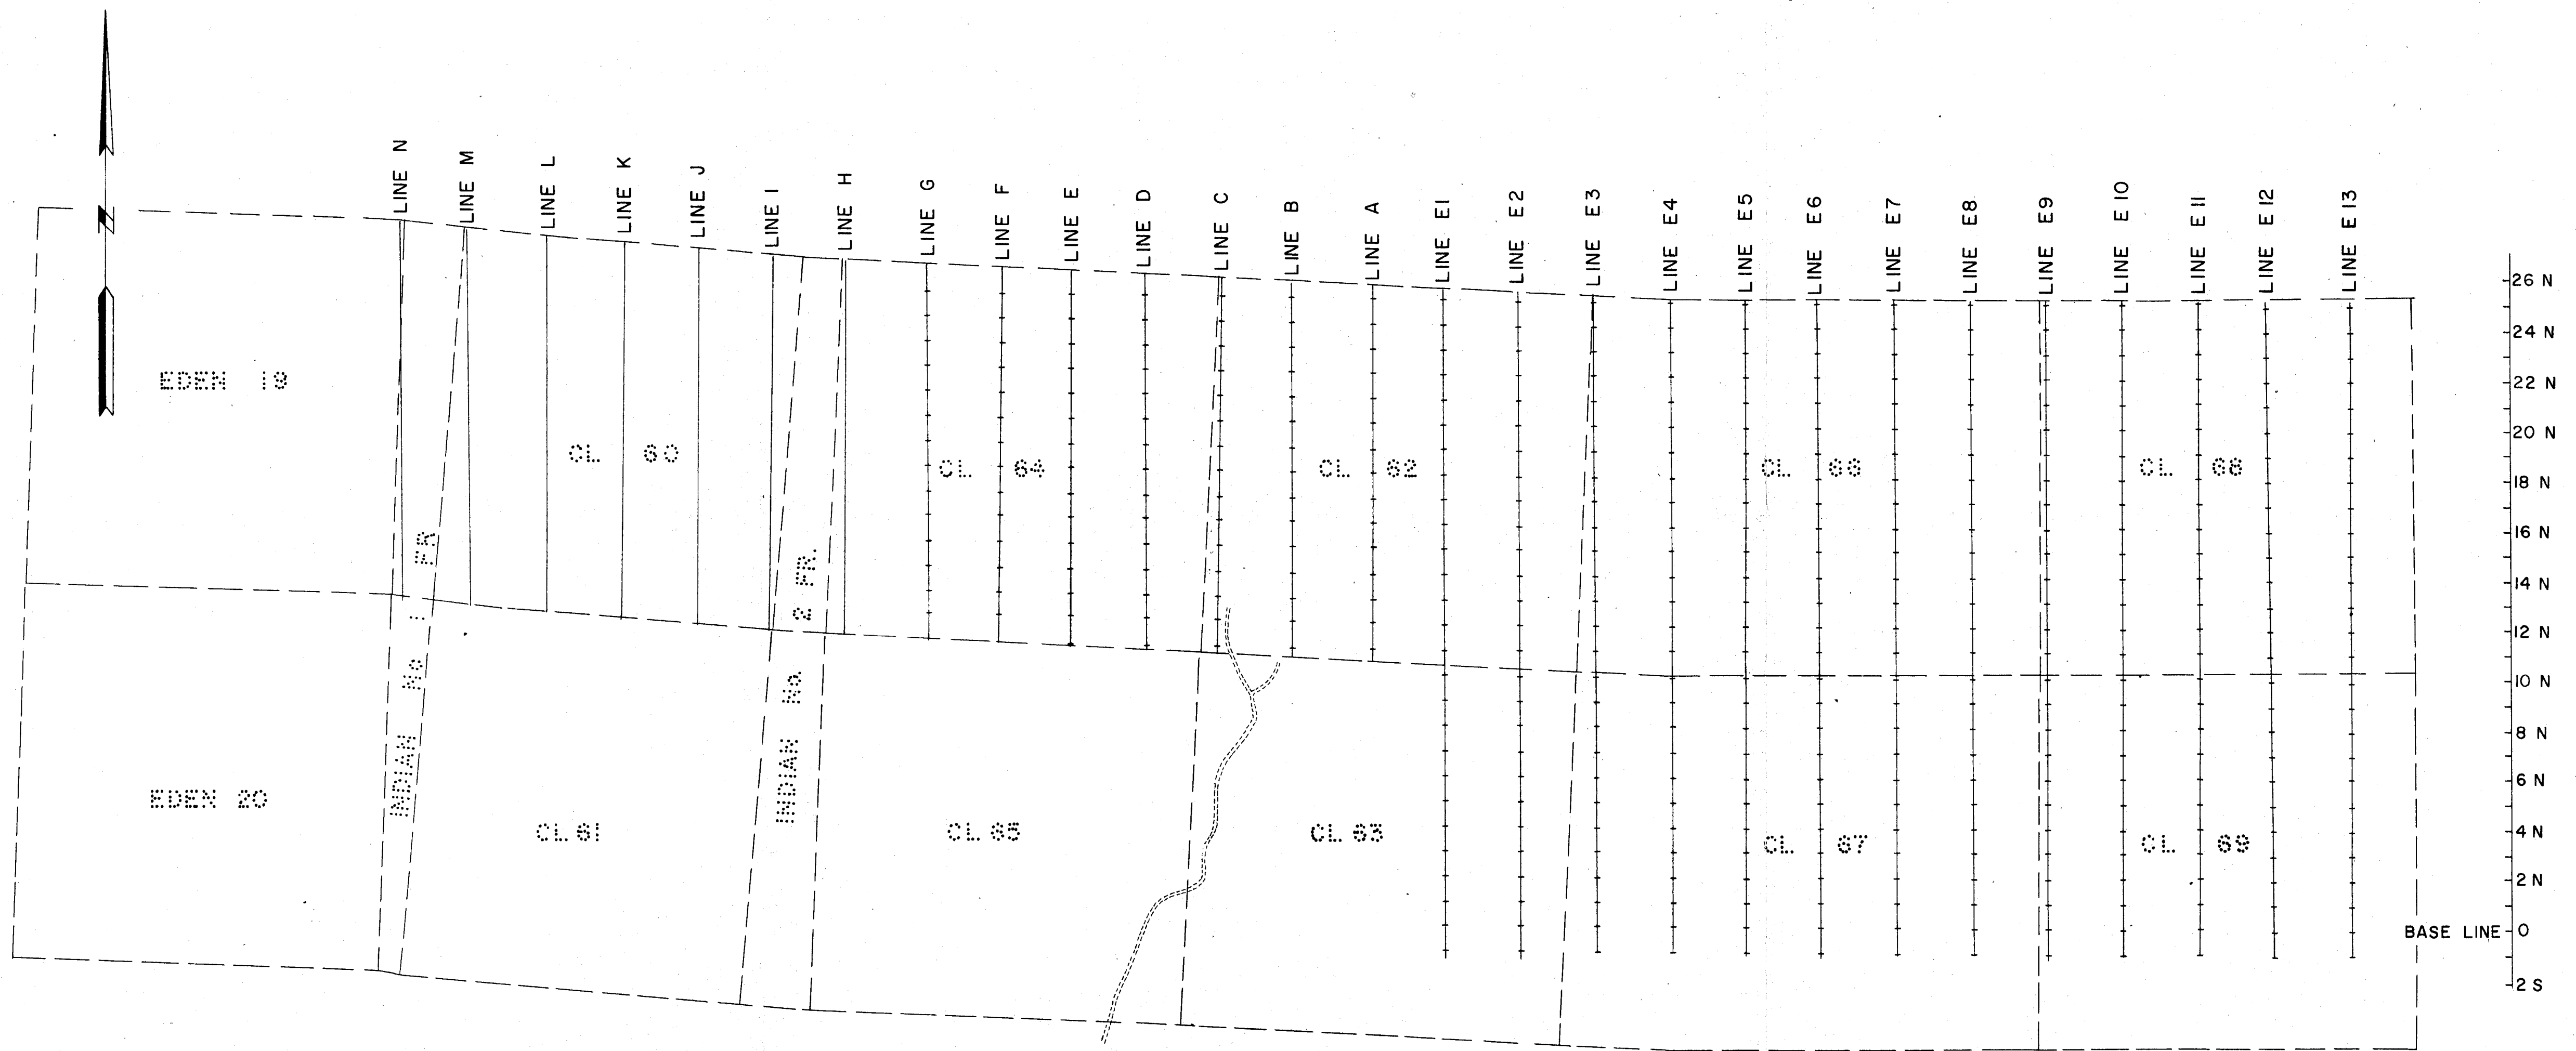 LINE N
LINE M
LINE L
LINE K
LINE J
LINE I
LINE H
LINE G
LINE F
LINE E
LINE D
LINE C
LINE B
LINE A
LINE E1
LINE E2
LINE E3
LINE E4
LINE E5
LINE E6
LINE E7
LINE E8
LINE E9
LINE E10
LINE E11
LINE E12
LINE E13
N
26 N
24 N
22 N
20 N
18 N
16 N
14 N
12 N
10 N
8 N
6 N
4 N
2 N
BASE LINE 0
2 S
EDEN 19
CL 60
CL 64
CL 62
CL 66
CL 68
INDIAN No 1 FR
INDIAN No. 2 FR.
EDEN 20
CL 61
CL 65
CL 63
CL 67
CL 69